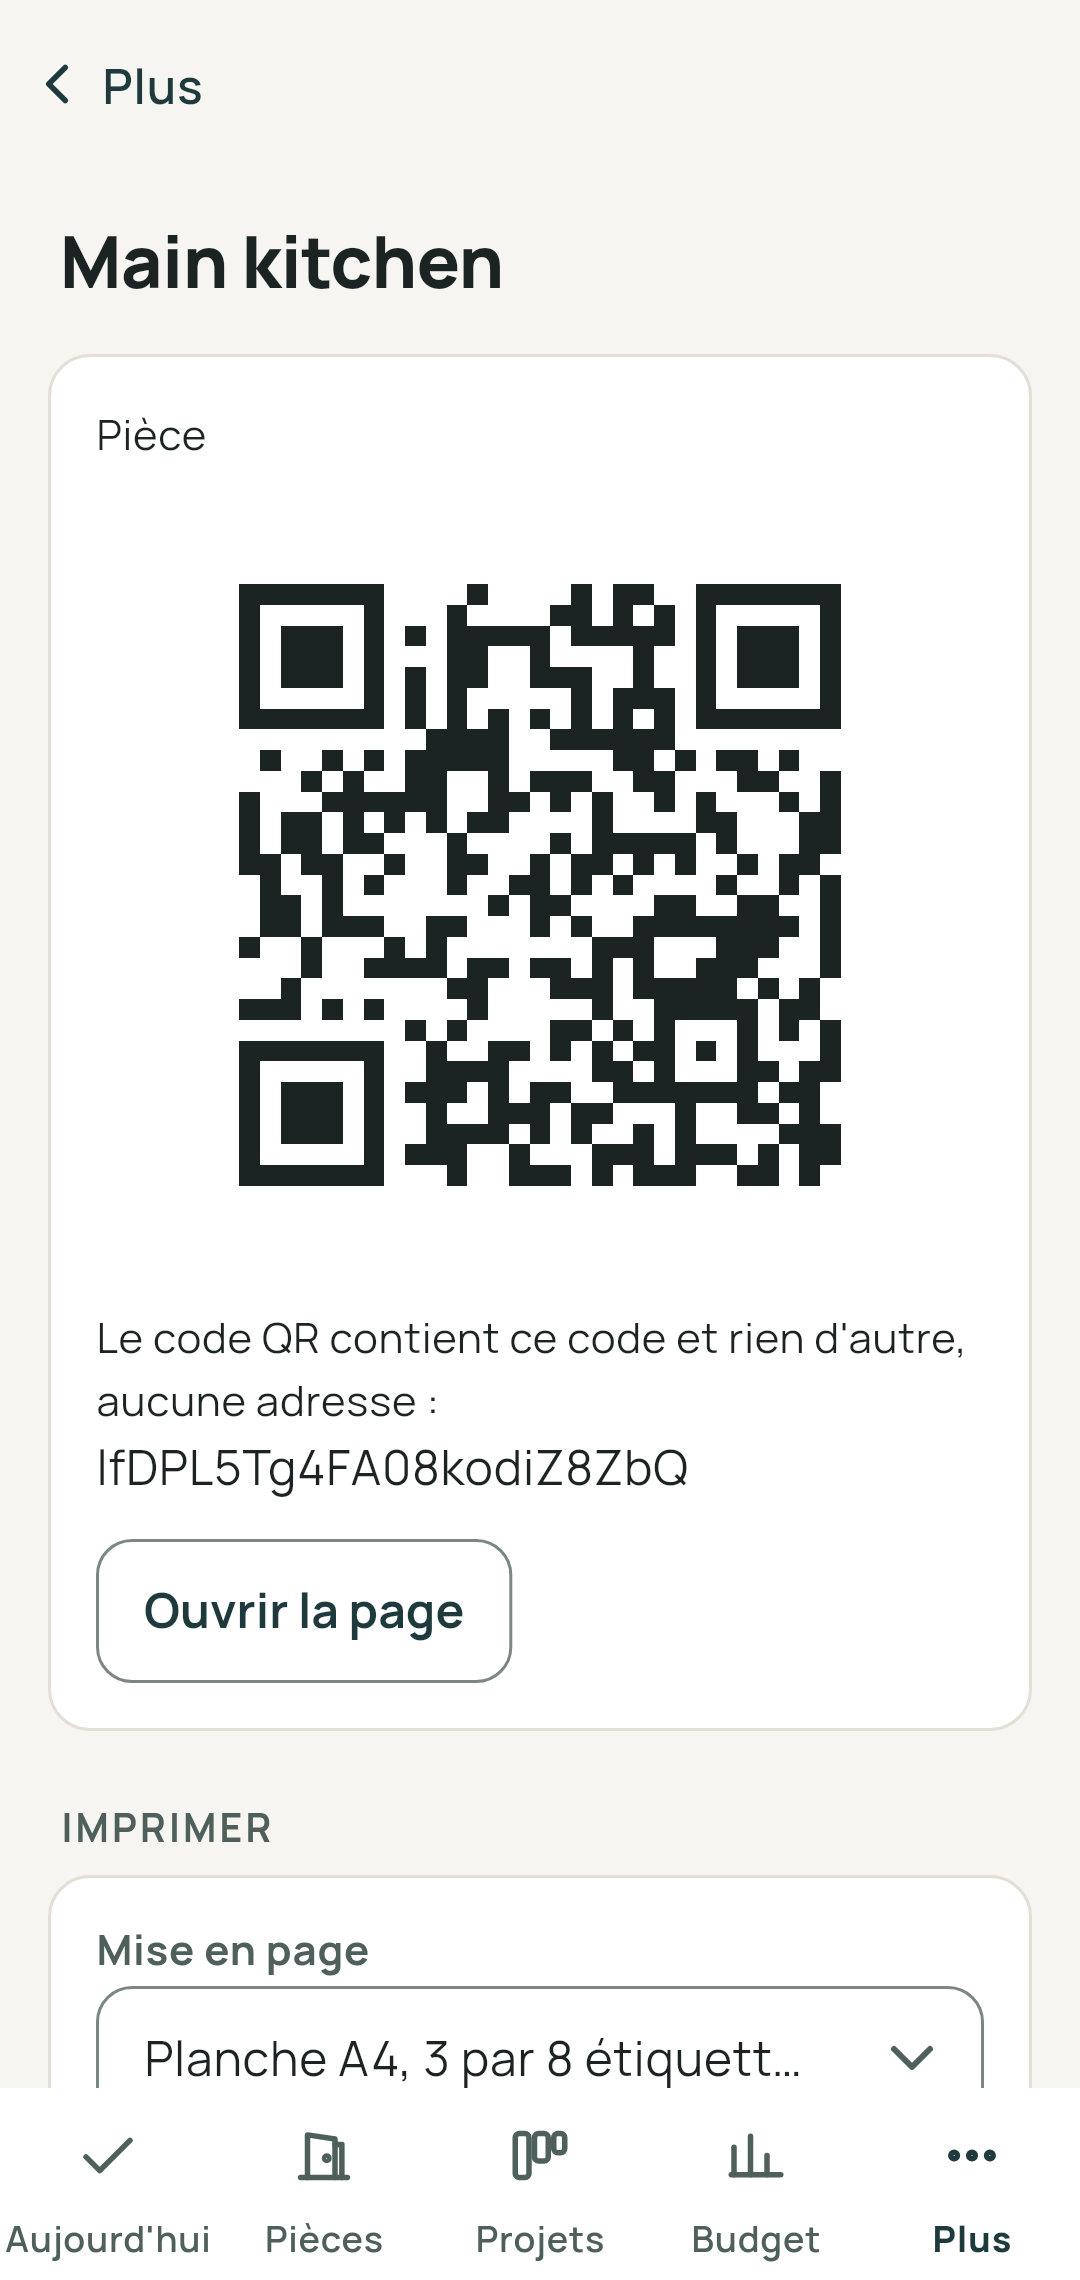 Plus
Main kitchen
Pièce
Le code QR contient ce code et rien d'autre,
aucune adresse :
lfDPL5Tg4FA08kodiZ8ZbQ
Ouvrir la page
IMPRIMER
Mise en page
Planche A4, 3 par 8 étiquett...
Aujourd'hui
Pièces
Projets
Budget
Plus